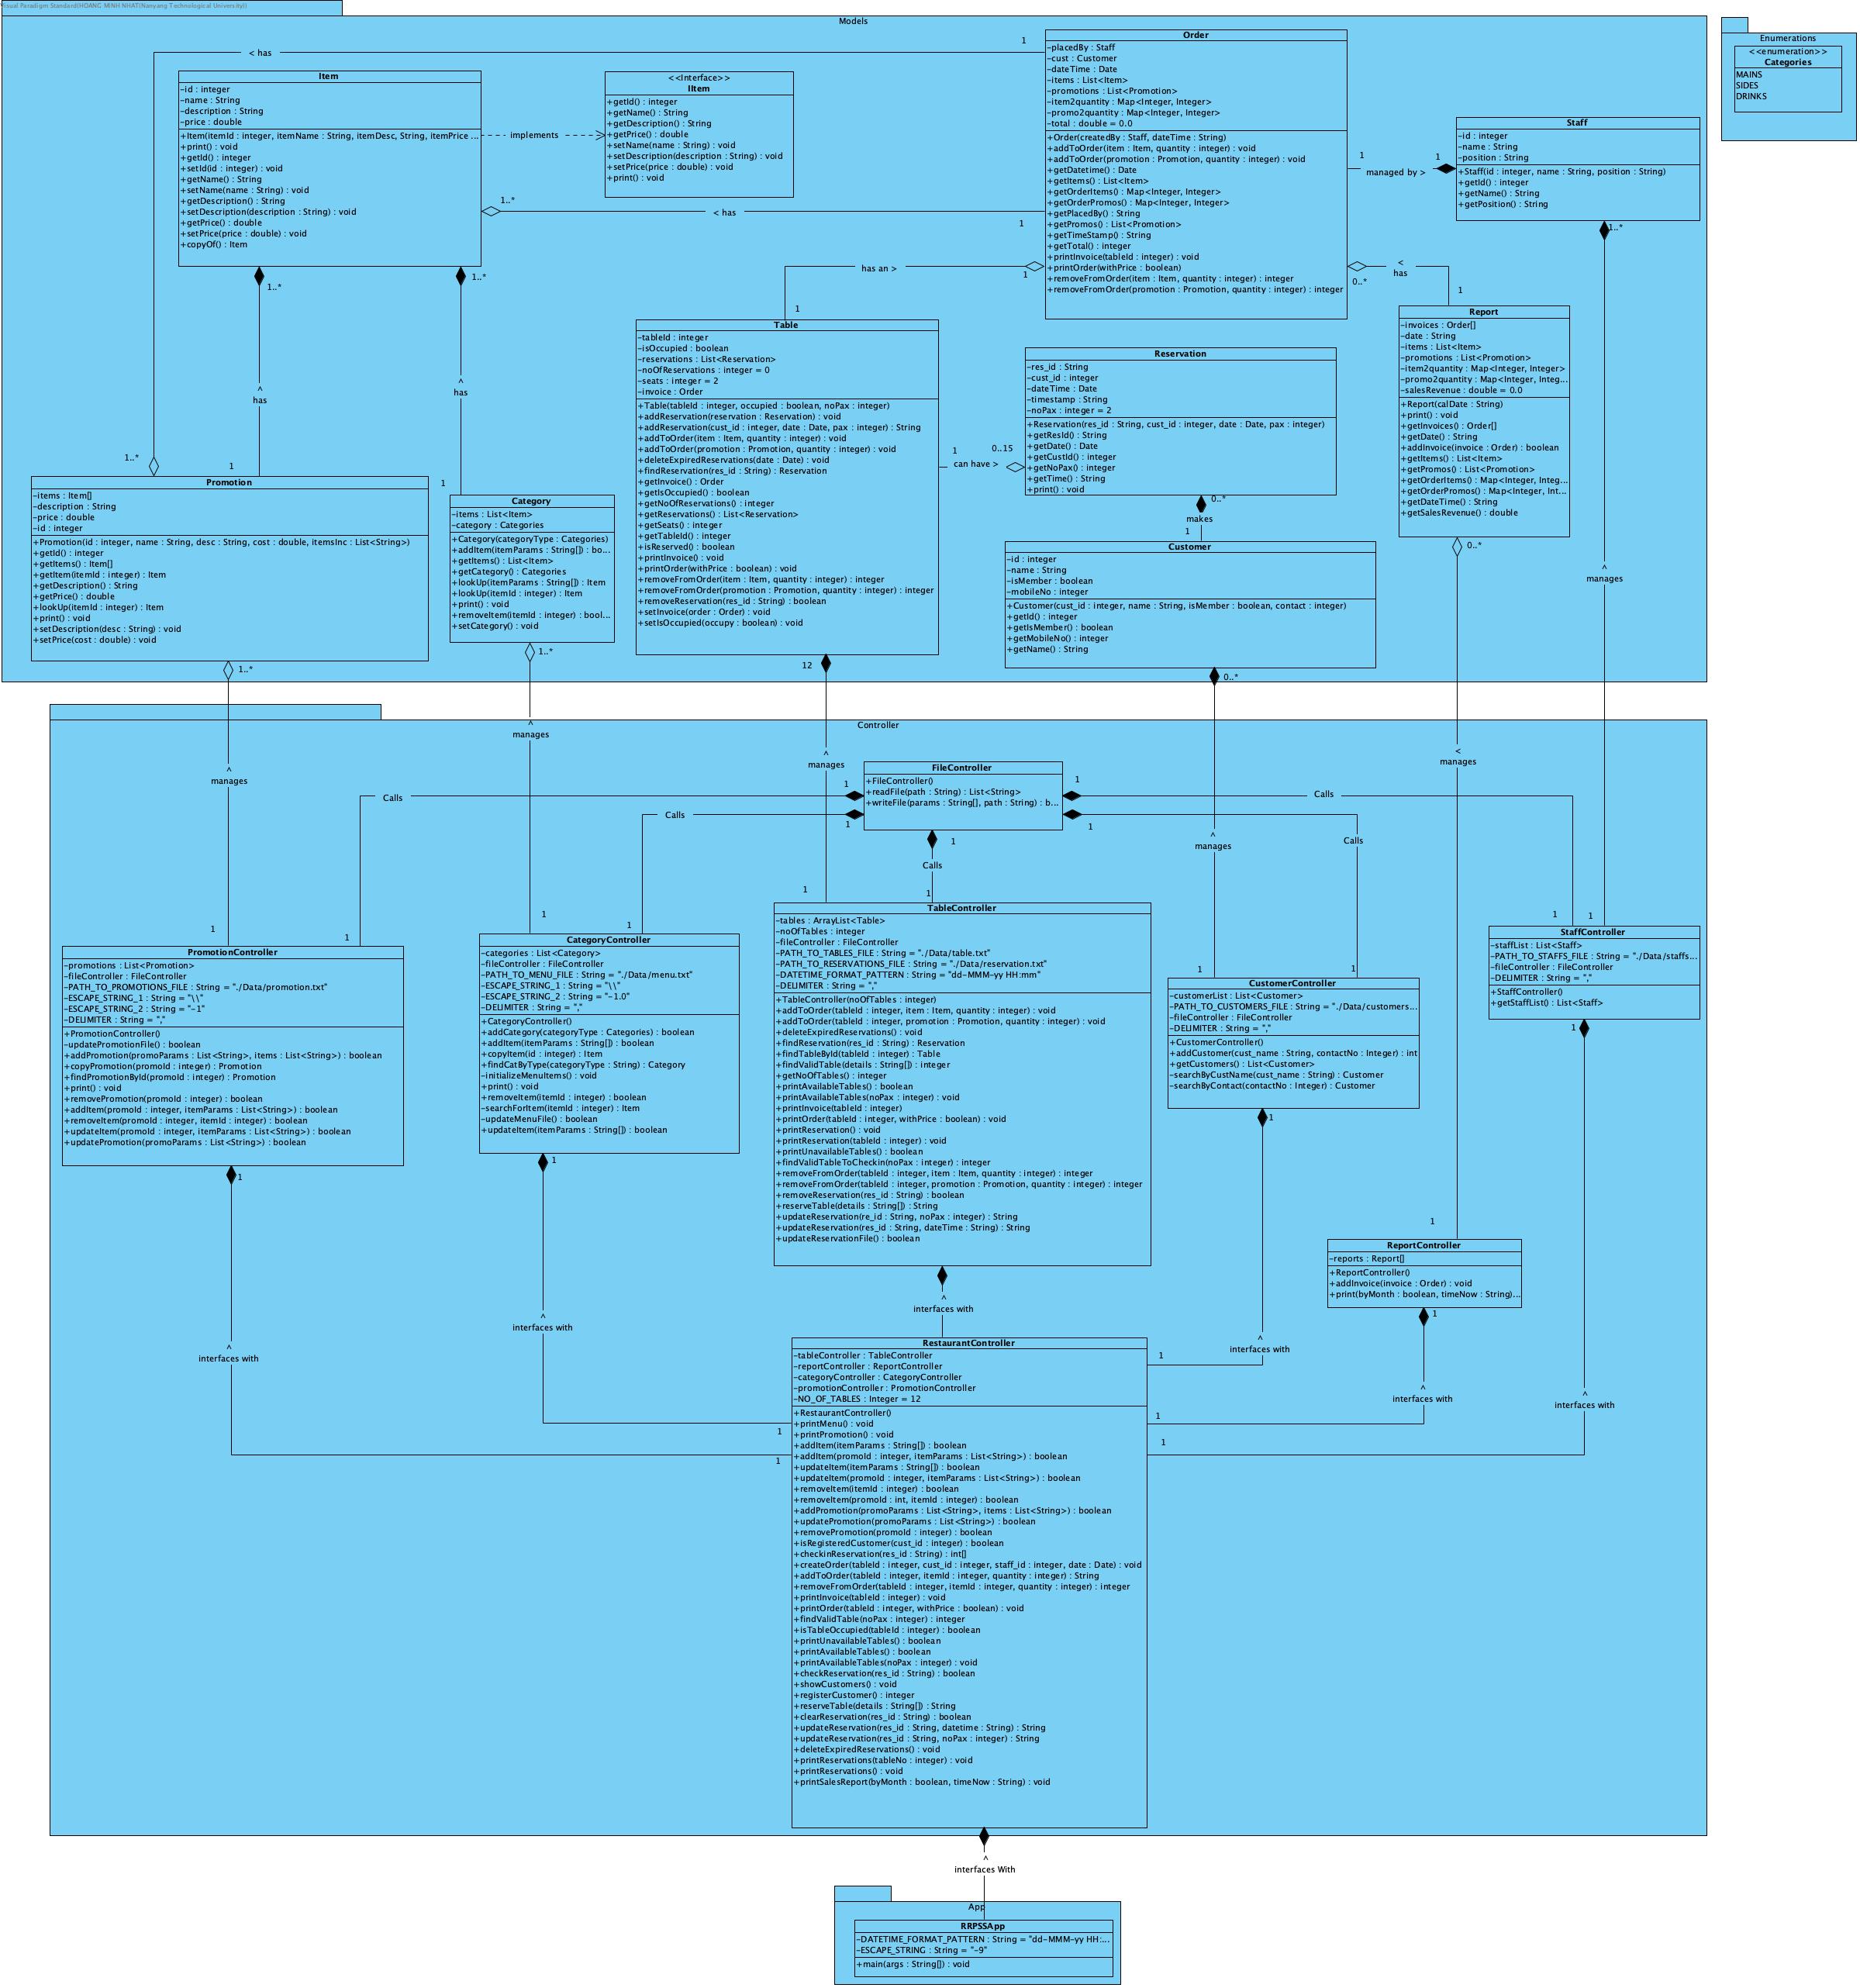 Visual Paradigm Standard(HOANG MINH NHAT(Nanyang Technological University))
Models
Enumerations
<<enumeration>>
Categories
MAINS
SIDES
DRINKS
Order
-placedBy : Staff
-cust : Customer
-dateTime : Date
-items : List<Item>
-promotions : List<Promotion>
-item2quantity : Map<Integer, Integer>
-promo2quantity : Map<Integer, Integer>
-total : double = 0.0
+Order(createdBy : Staff, dateTime : String)
+addToOrder(item : Item, quantity : integer) : void
+addToOrder(promotion : Promotion, quantity : integer) : void
+getDatetime() : Date
+getItems() : List<Item>
+getOrderItems() : Map<Integer, Integer>
+getOrderPromos() : Map<Integer, Integer>
+getPlacedBy() : String
+getPromos() : List<Promotion>
+getTimeStamp() : String
+getTotal() : integer
+printInvoice(tableId : integer) : void
+printOrder(withPrice : boolean)
+removeFromOrder(item : Item, quantity : integer) : integer
+removeFromOrder(promotion : Promotion, quantity : integer) : integer
< has
1
1..*
Item
-id : integer
-name : String
-description : String
-price : double
+Item(itemId : integer, itemName : String, itemDesc, String, itemPrice ...
+print() : void
+getId() : integer
+setId(id : integer) : void
+getName() : String
+setName(name : String) : void
+getDescription() : String
+setDescription(description : String) : void
+getPrice() : double
+setPrice(price : double) : void
+copyOf() : Item
implements
<<Interface>>
IItem
+getId() : integer
+getName() : String
+getDescription() : String
+getPrice() : double
+setName(name : String) : void
+setDescription(description : String) : void
+setPrice(price : double) : void
+print() : void
1..*
< has
1
Staff
-id : integer
-name : String
-position : String
+Staff(id : integer, name : String, position : String)
+getId() : integer
+getName() : String
+getPosition() : String
1
managed by >
1
1..*
^
manages
1
has an >
1
1
0..*
<
has
1
1..*
^
has
1
1..*
^
has
1
Table
-tableId : integer
-isOccupied : boolean
-reservations : List<Reservation>
-noOfReservations : integer = 0
-seats : integer = 2
-invoice : Order
+Table(tableId : integer, occupied : boolean, noPax : integer)
+addReservation(reservation : Reservation) : void
+addReservation(cust_id : integer, date : Date, pax : integer) : String
+addToOrder(item : Item, quantity : integer) : void
+addToOrder(promotion : Promotion, quantity : integer) : void
+deleteExpiredReservations(date : Date) : void
+findReservation(res_id : String) : Reservation
+getInvoice() : Order
+getIsOccupied() : boolean
+getNoOfReservations() : integer
+getReservations() : List<Reservation>
+getSeats() : integer
+getTableId() : integer
+isReserved() : boolean
+printInvoice() : void
+printOrder(withPrice : boolean) : void
+removeFromOrder(item : Item, quantity : integer) : integer
+removeFromOrder(promotion : Promotion, quantity : integer) : integer
+removeReservation(res_id : String) : boolean
+setInvoice(order : Order) : void
+setIsOccupied(occupy : boolean) : void
1
can have >
0..15
Reservation
-res_id : String
-cust_id : integer
-dateTime : Date
-timestamp : String
-noPax : integer = 2
+Reservation(res_id : String, cust_id : integer, date : Date, pax : integer)
+getResId() : String
+getDate() : Date
+getCustId() : integer
+getNoPax() : integer
+getTime() : String
+print() : void
0..*
makes
1
Report
-invoices : Order[]
-date : String
-items : List<Item>
-promotions : List<Promotion>
-item2quantity : Map<Integer, Integer>
-promo2quantity : Map<Integer, Integ...
-salesRevenue : double = 0.0
+Report(calDate : String)
+print() : void
+getInvoices() : Order[]
+getDate() : String
+addInvoice(invoice : Order) : boolean
+getItems() : List<Item>
+getPromos() : List<Promotion>
+getOrderItems() : Map<Integer, Integ...
+getOrderPromos() : Map<Integer, Int...
+getDateTime() : String
+getSalesRevenue() : double
0..*
<
manages
1
Promotion
-items : Item[]
-description : String
-price : double
-id : integer
+Promotion(id : integer, name : String, desc : String, cost : double, itemsInc : List<String>)
+getId() : integer
+getItems() : Item[]
+getItem(itemId : integer) : Item
+getDescription() : String
+getPrice() : double
+lookUp(itemId : integer) : Item
+print() : void
+setDescription(desc : String) : void
+setPrice(cost : double) : void
1..*
^
manages
1
Category
-items : List<Item>
-category : Categories
+Category(categoryType : Categories)
+addItem(itemParams : String[]) : bo...
+getItems() : List<Item>
+getCategory() : Categories
+lookUp(itemParams : String[]) : Item
+lookUp(itemId : integer) : Item
+print() : void
+removeItem(itemId : integer) : bool...
+setCategory() : void
1..*
^
manages
1
Customer
-id : integer
-name : String
-isMember : boolean
-mobileNo : integer
+Customer(cust_id : integer, name : String, isMember : boolean, contact : integer)
+getId() : integer
+getIsMember() : boolean
+getMobileNo() : integer
+getName() : String
0..*
^
manages
1
12
^
manages
1
Controller
FileController
+FileController()
+readFile(path : String) : List<String>
+writeFile(params : String[], path : String) : b...
1
Calls
1
1
Calls
1
1
Calls
1
1
Calls
1
1
Calls
1
PromotionController
-promotions : List<Promotion>
-fileController : FileController
-PATH_TO_PROMOTIONS_FILE : String = "./Data/promotion.txt"
-ESCAPE_STRING_1 : String = "\\"
-ESCAPE_STRING_2 : String = "-1"
-DELIMITER : String = ","
+PromotionController()
-updatePromotionFile() : boolean
+addPromotion(promoParams : List<String>, items : List<String>) : boolean
+copyPromotion(promoId : integer) : Promotion
+findPromotionById(promoId : integer) : Promotion
+print() : void
+removePromotion(promoId : integer) : boolean
+addItem(promoId : integer, itemParams : List<String>) : boolean
+removeItem(promoId : integer, itemId : integer) : boolean
+updateItem(promoId : integer, itemParams : List<String>) : boolean
+updatePromotion(promoParams : List<String>) : boolean
1
^
interfaces with
1
CategoryController
-categories : List<Category>
-fileController : FileController
-PATH_TO_MENU_FILE : String = "./Data/menu.txt"
-ESCAPE_STRING_1 : String = "\\"
-ESCAPE_STRING_2 : String = "-1.0"
-DELIMITER : String = ","
+CategoryController()
+addCategory(categoryType : Categories) : boolean
+addItem(itemParams : String[]) : boolean
+copyItem(id : integer) : Item
+findCatByType(categoryType : String) : Category
-initializeMenuItems() : void
+print() : void
+removeItem(itemId : integer) : boolean
-searchForItem(itemId : integer) : Item
-updateMenuFile() : boolean
+updateItem(itemParams : String[]) : boolean
1
^
interfaces with
1
TableController
-tables : ArrayList<Table>
-noOfTables : integer
-fileController : FileController
-PATH_TO_TABLES_FILE : String = "./Data/table.txt"
-PATH_TO_RESERVATIONS_FILE : String = "./Data/reservation.txt"
-DATETIME_FORMAT_PATTERN : String = "dd-MMM-yy HH:mm"
-DELIMITER : String = ","
+TableController(noOfTables : integer)
+addToOrder(tableId : integer, item : Item, quantity : integer) : void
+addToOrder(tableId : integer, promotion : Promotion, quantity : integer) : void
+deleteExpiredReservations() : void
+findReservation(res_id : String) : Reservation
+findTableById(tableId : integer) : Table
+findValidTable(details : String[]) : integer
+getNoOfTables() : integer
+printAvailableTables() : boolean
+printAvailableTables(noPax : integer) : void
+printInvoice(tableId : integer)
+printOrder(tableId : integer, withPrice : boolean) : void
+printReservation() : void
+printReservation(tableId : integer) : void
+printUnavailableTables() : boolean
+findValidTableToCheckin(noPax : integer) : integer
+removeFromOrder(tableId : integer, item : Item, quantity : integer) : integer
+removeFromOrder(tableId : integer, promotion : Promotion, quantity : integer) : integer
+removeReservation(res_id : String) : boolean
+reserveTable(details : String[]) : String
+updateReservation(re_id : String, noPax : integer) : String
+updateReservation(res_id : String, dateTime : String) : String
+updateReservationFile() : boolean
^
interfaces with
CustomerController
-customerList : List<Customer>
-PATH_TO_CUSTOMERS_FILE : String = "./Data/customers...
-fileController : FileController
-DELIMITER : String = ","
+CustomerController()
+addCustomer(cust_name : String, contactNo : Integer) : int
+getCustomers() : List<Customer>
-searchByCustName(cust_name : String) : Customer
-searchByContact(contactNo : Integer) : Customer
1
^
interfaces with
1
StaffController
-staffList : List<Staff>
-PATH_TO_STAFFS_FILE : String = "./Data/staffs...
-fileController : FileController
-DELIMITER : String = ","
+StaffController()
+getStaffList() : List<Staff>
1
^
interfaces with
1
ReportController
-reports : Report[]
+ReportController()
+addInvoice(invoice : Order) : void
+print(byMonth : boolean, timeNow : String)...
1
^
interfaces with
1
RestaurantController
-tableController : TableController
-reportController : ReportController
-categoryController : CategoryController
-promotionController : PromotionController
-NO_OF_TABLES : Integer = 12
+RestaurantController()
+printMenu() : void
+printPromotion() : void
+addItem(itemParams : String[]) : boolean
+addItem(promoId : integer, itemParams : List<String>) : boolean
+updateItem(itemParams : String[]) : boolean
+updateItem(promoId : integer, itemParams : List<String>) : boolean
+removeItem(itemId : integer) : boolean
+removeItem(promoId : int, itemId : integer) : boolean
+addPromotion(promoParams : List<String>, items : List<String>) : boolean
+updatePromotion(promoParams : List<String>) : boolean
+removePromotion(promoId : integer) : boolean
+isRegisteredCustomer(cust_id : integer) : boolean
+checkinReservation(res_id : String) : int[]
+createOrder(tableId : integer, cust_id : integer, staff_id : integer, date : Date) : void
+addToOrder(tableId : integer, itemId : integer, quantity : integer) : String
+removeFromOrder(tableId : integer, itemId : integer, quantity : integer) : integer
+printInvoice(tableId : integer) : void
+printOrder(tableId : integer, withPrice : boolean) : void
+findValidTable(noPax : integer) : integer
+isTableOccupied(tableId : integer) : boolean
+printUnavailableTables() : boolean
+printAvailableTables() : boolean
+printAvailableTables(noPax : integer) : void
+checkReservation(res_id : String) : boolean
+showCustomers() : void
+registerCustomer() : integer
+reserveTable(details : String[]) : String
+clearReservation(res_id : String) : boolean
+updateReservation(res_id : String, datetime : String) : String
+updateReservation(res_id : String, noPax : integer) : String
+deleteExpiredReservations() : void
+printReservations(tableNo : integer) : void
+printReservations() : void
+printSalesReport(byMonth : boolean, timeNow : String) : void
^
interfaces With
App
RRPSSApp
-DATETIME_FORMAT_PATTERN : String = "dd-MMM-yy HH:...
-ESCAPE_STRING : String = "-9"
+main(args : String[]) : void